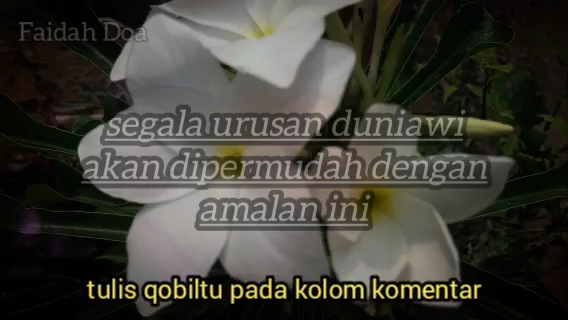 Faidah Doa
segala urusan duniawi
akan dipermudah dengan
amalan ini
tulis qobiltu pada kolom komentar